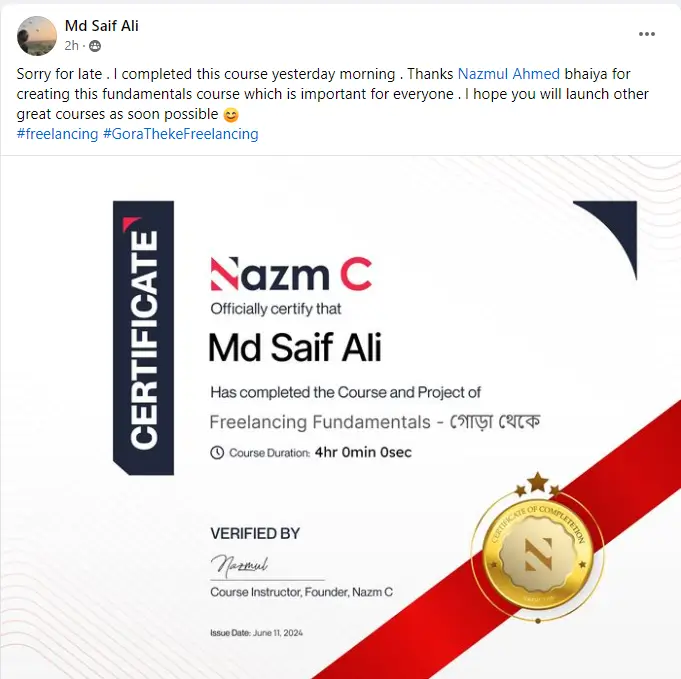 Md Saif Ali
2h ·
Sorry for late . I completed this course yesterday morning . Thanks Nazmul Ahmed bhaiya for
creating this fundamentals course which is important for everyone . I hope you will launch other
great courses as soon possible 😊
#freelancing #GoraThekeFreelancing
CERTIFICATE
Nazm C
Officially certify that
Md Saif Ali
Has completed the Course and Project of
Freelancing Fundamentals - গোড়া থেকে
Course Duration: 4hr 0min 0sec
CERTIFICATE OF COMPLETETION
N
VERIFIED BY
Nazmul
Course Instructor, Founder, Nazm C
Issue Date: June 11, 2024